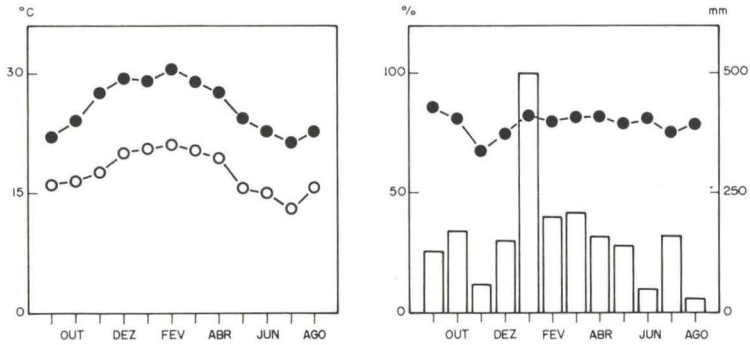 °C
30
15
0
OUT DEZ FEV ABR JUN AGO
% mm
100 500
50 250
0 0
OUT DEZ FEV ABR JUN AGO